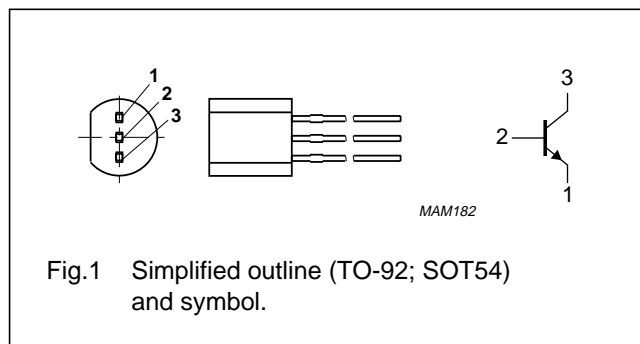 1
2
3
3
2
1
MAM182
Fig.1 Simplified outline (TO-92; SOT54)
and symbol.